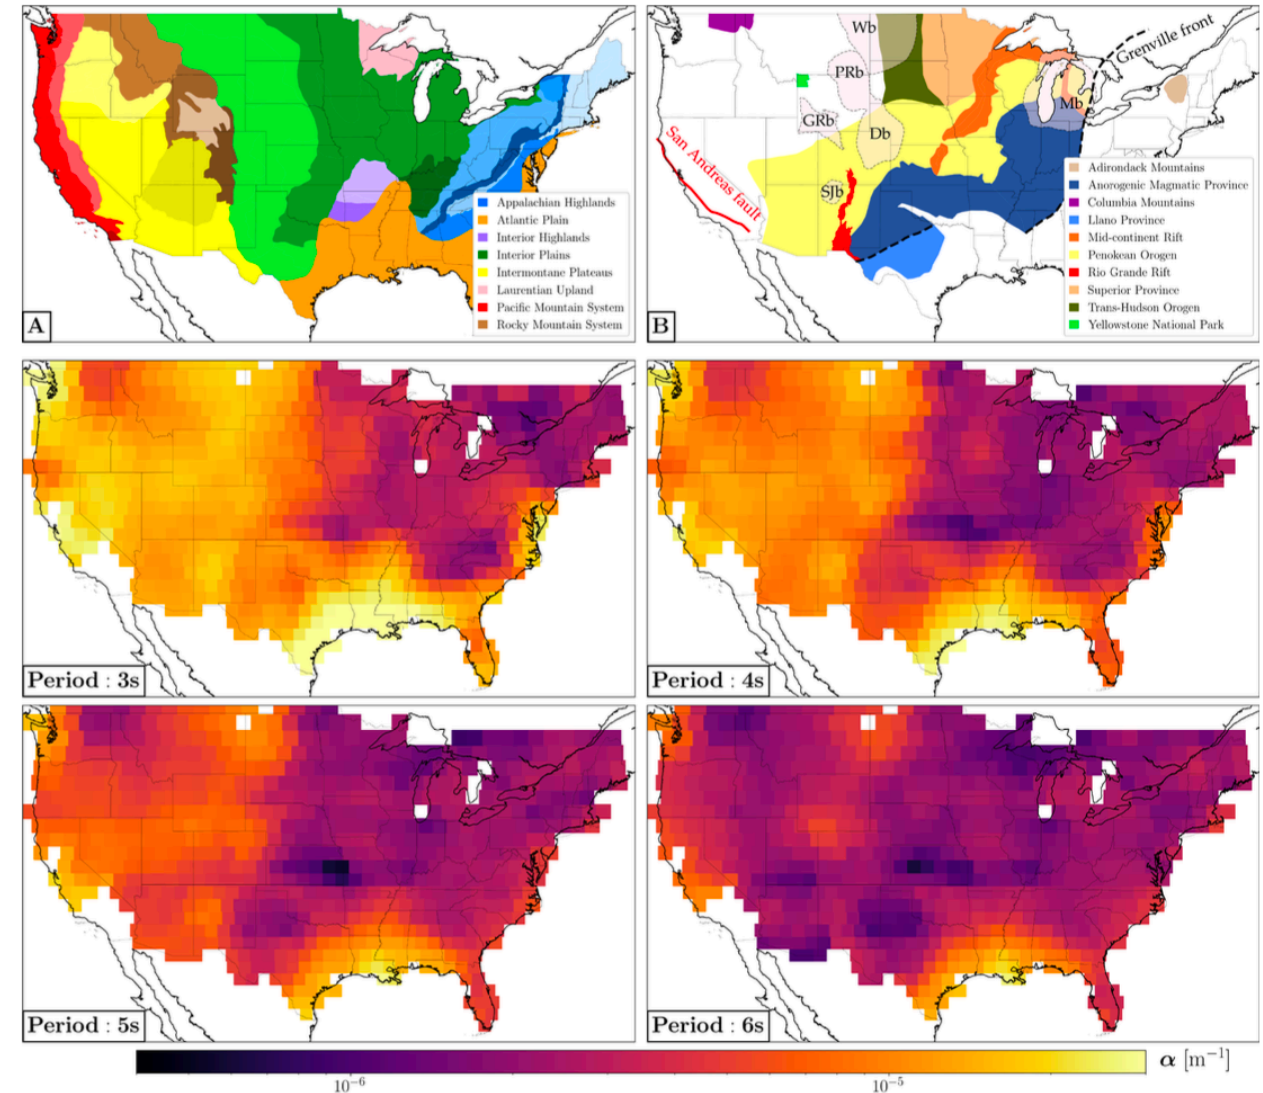 Appalachian Highlands
Atlantic Plain
Interior Highlands
Interior Plains
Intermontane Plateaus
Laurentian Upland
Pacific Mountain System
Rocky Mountain System
A
Wb
Grenville front
PRb
Mb
GRb
Db
San Andreas fault
SJb
Adirondack Mountains
Anorogenic Magmatic Province
Columbia Mountains
Llano Province
Mid-continent Rift
Penokean Orogen
Rio Grande Rift
Superior Province
Trans-Hudson Orogen
Yellowstone National Park
B
Period : 3s
Period : 4s
Period : 5s
Period : 6s
α [m⁻¹]
10⁻⁶ 10⁻⁵